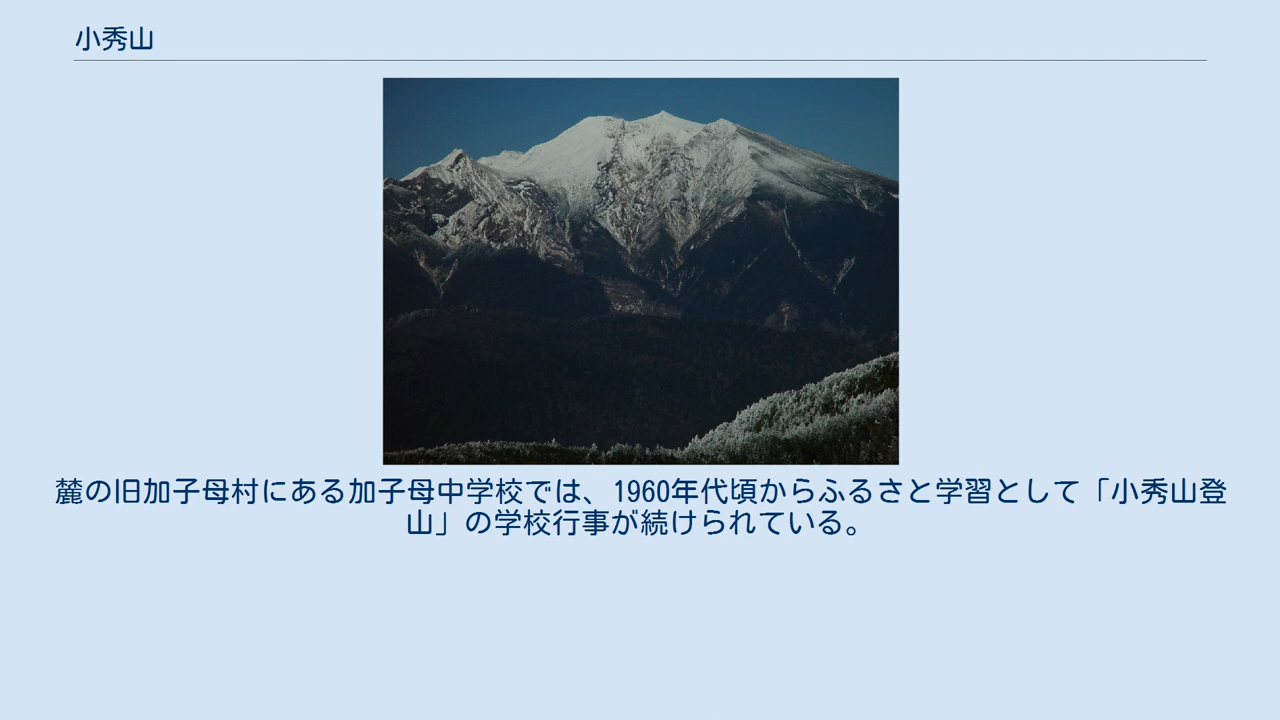 小秀山
麓の旧加子母村にある加子母中学校では、1960年代頃からふるさと学習として「小秀山登
山」の学校行事が続けられている。